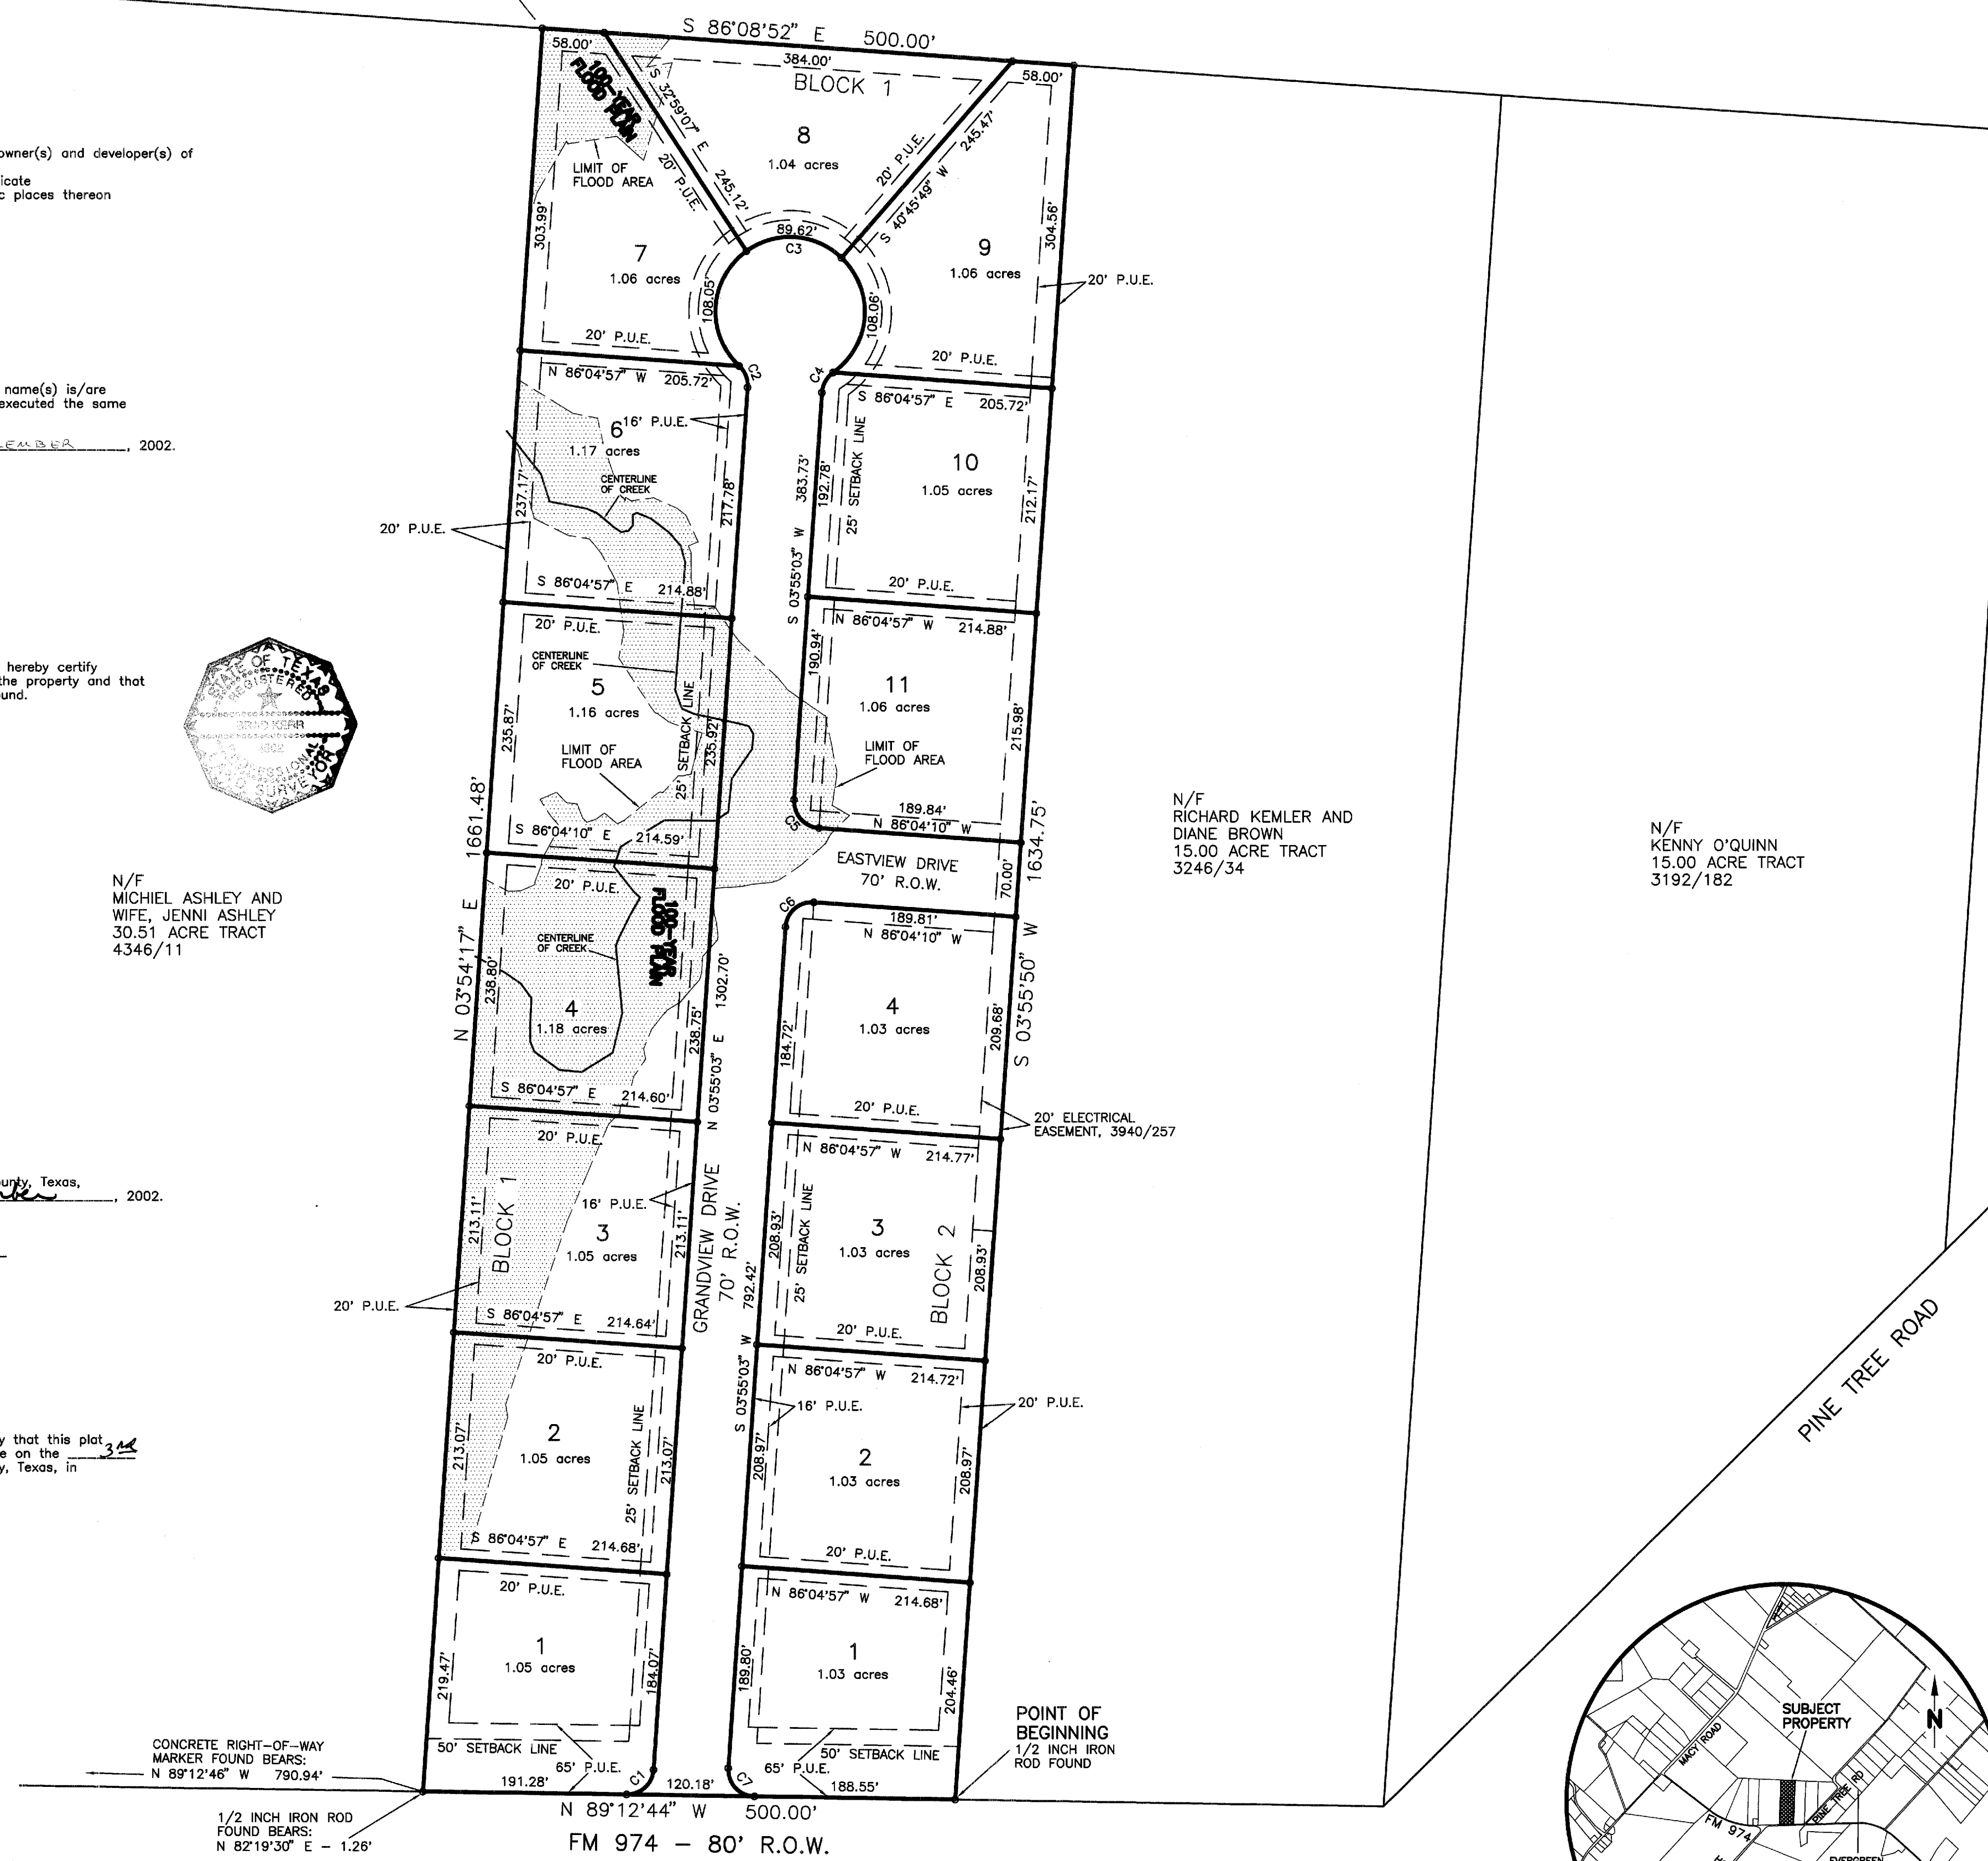 S 86°08'52" E 500.00'
58.00'
384.00'
58.00'
BLOCK 1
100-YEAR
FLOOD PLAIN
S 32°59'07" E
245.12'
20' P.U.E.
8
1.04 acres
20' P.U.E.
245.47'
S 40°45'49" W
LIMIT OF
FLOOD AREA
303.99'
7
1.06 acres
89.62'
C3
108.05'
108.06'
9
1.06 acres
304.56'
20' P.U.E.
20' P.U.E.
20' P.U.E.
N 86°04'57" W 205.72'
C2
C4
S 86°04'57" E 205.72'
6
16' P.U.E.
1.17 acres
CENTERLINE
OF CREEK
237.17'
217.78'
20' P.U.E.
S 86°04'57" E 214.88'
S 03°55'03" W 383.73'
192.78'
25' SETBACK LINE
10
1.05 acres
212.17'
20' P.U.E.
N 86°04'57" W 214.88'
20' P.U.E.
CENTERLINE
OF CREEK
5
1.16 acres
235.87'
235.92'
25' SETBACK LINE
LIMIT OF
FLOOD AREA
S 86°04'10" E 214.59'
190.94'
11
1.06 acres
215.98'
LIMIT OF
FLOOD AREA
189.84'
N 86°04'10" W
C5
EASTVIEW DRIVE
70' R.O.W.
70.00'
N 03°54'17" E 1661.48'
S 03°55'50" W 1634.75'
20' P.U.E.
100-YEAR
FLOOD PLAIN
CENTERLINE
OF CREEK
4
1.18 acres
238.80'
238.75'
S 86°04'57" E 214.60'
N 03°55'03" E 1302.70'
C6
189.81'
N 86°04'10" W
4
1.03 acres
184.72'
209.68'
20' P.U.E.
20' ELECTRICAL
EASEMENT, 3940/257
N 86°04'57" W 214.77'
20' P.U.E.
BLOCK 1
213.11'
16' P.U.E.
3
1.05 acres
213.11'
20' P.U.E.
S 86°04'57" E 214.64'
GRANDVIEW DRIVE
70' R.O.W.
S 03°55'03" W 792.42'
208.93'
25' SETBACK LINE
3
1.03 acres
BLOCK 2
208.93'
20' P.U.E.
N 86°04'57" W 214.72'
20' P.U.E.
2
1.05 acres
213.07'
213.07'
25' SETBACK LINE
S 86°04'57" E 214.68'
16' P.U.E.
20' P.U.E.
2
1.03 acres
208.97'
208.97'
20' P.U.E.
N 86°04'57" W 214.68'
20' P.U.E.
1
1.05 acres
219.47'
184.07'
50' SETBACK LINE
65' P.U.E.
191.28'
C1
120.18'
C7
189.80'
1
1.03 acres
204.46'
50' SETBACK LINE
65' P.U.E.
188.55'
N 89°12'44" W 500.00'
FM 974 - 80' R.O.W.
POINT OF
BEGINNING
1/2 INCH IRON
ROD FOUND
CONCRETE RIGHT-OF-WAY
MARKER FOUND BEARS:
N 89°12'46" W 790.94'
1/2 INCH IRON ROD
FOUND BEARS:
N 82°19'30" E - 1.26'
N/F
MICHIEL ASHLEY AND
WIFE, JENNI ASHLEY
30.51 ACRE TRACT
4346/11
N/F
RICHARD KEMLER AND
DIANE BROWN
15.00 ACRE TRACT
3246/34
N/F
KENNY O'QUINN
15.00 ACRE TRACT
3192/182
PINE TREE ROAD
SUBJECT
PROPERTY
N
MACY ROAD
PINE TREE RD
FM 974
EVERGREEN
owner(s) and developer(s) of
icate
c places thereon
name(s) is/are
executed the same
EMBER, 2002.
hereby certify
the property and that
ound.
STATE OF TEXAS
REGISTERED
BRAD KERR
4502
PROFESSIONAL
LAND SURVEYOR
ounty, Texas,
mber, 2002.
y that this plat
e on the 3rd
y, Texas, in